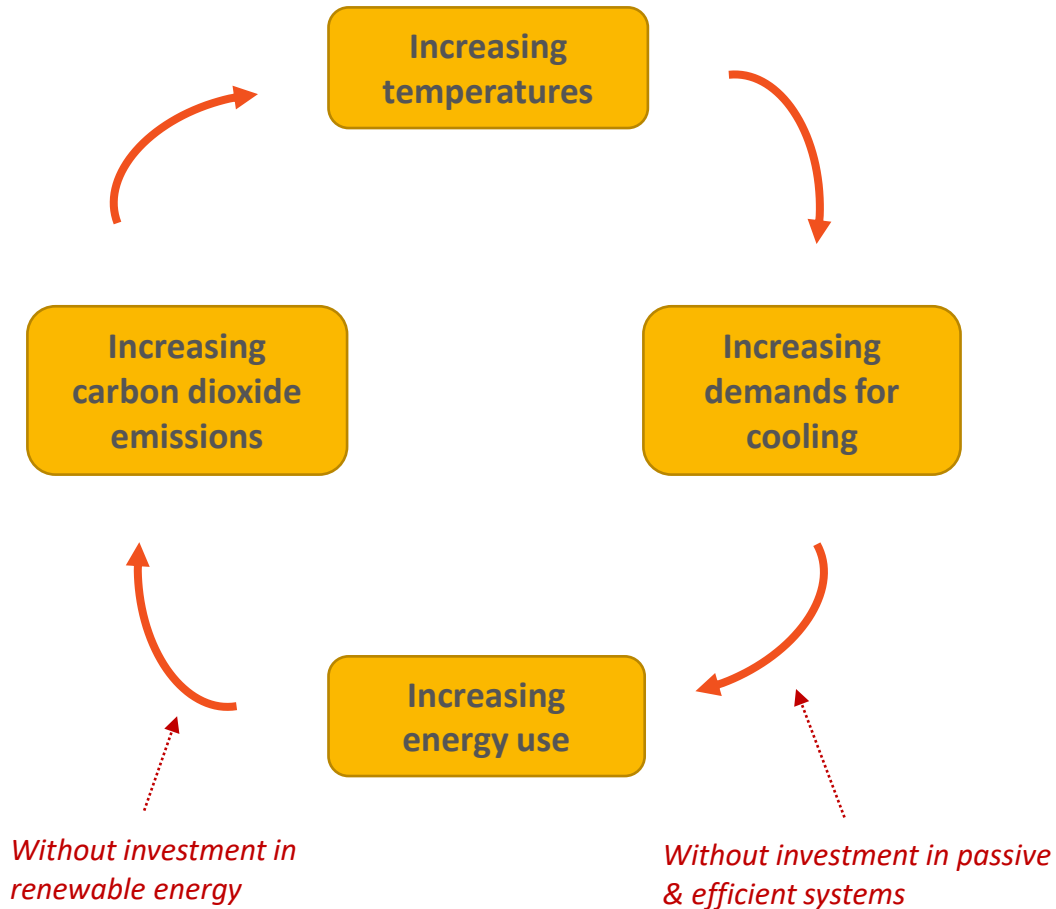 Increasing
temperatures
Increasing
carbon dioxide
emissions
Increasing
demands for
cooling
Increasing
energy use
Without investment in
renewable energy
Without investment in passive
& efficient systems